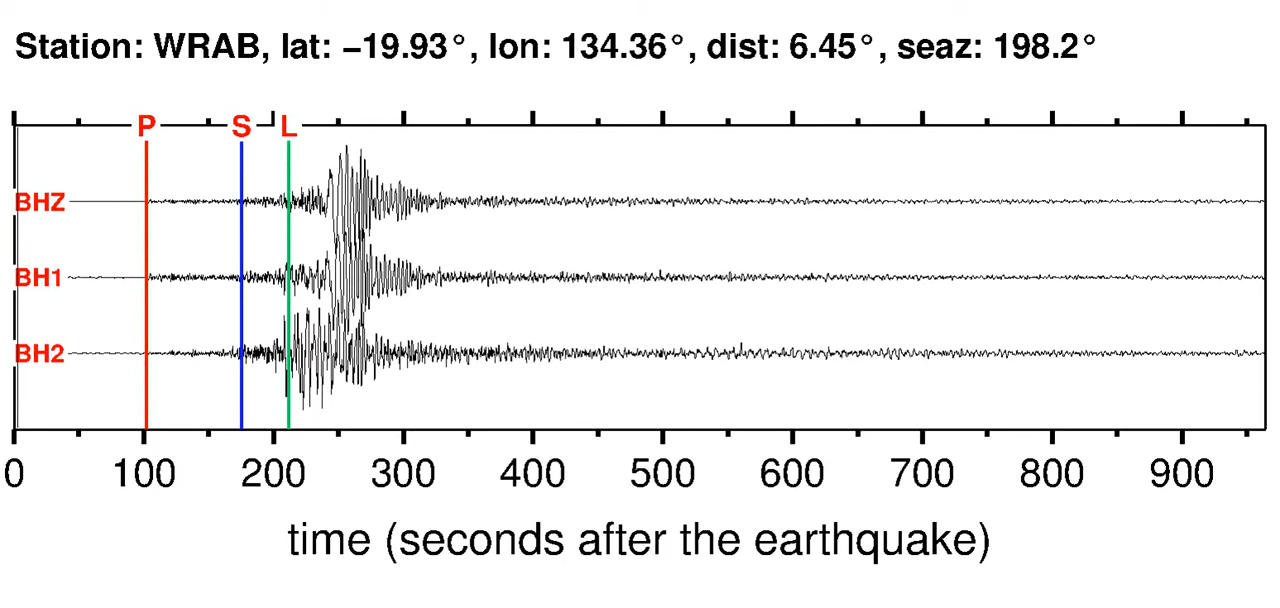 Station: WRAB, lat: −19.93°, lon: 134.36°, dist: 6.45°, seaz: 198.2°
P S L
BHZ
BH1
BH2
0 100 200 300 400 500 600 700 800 900
time (seconds after the earthquake)